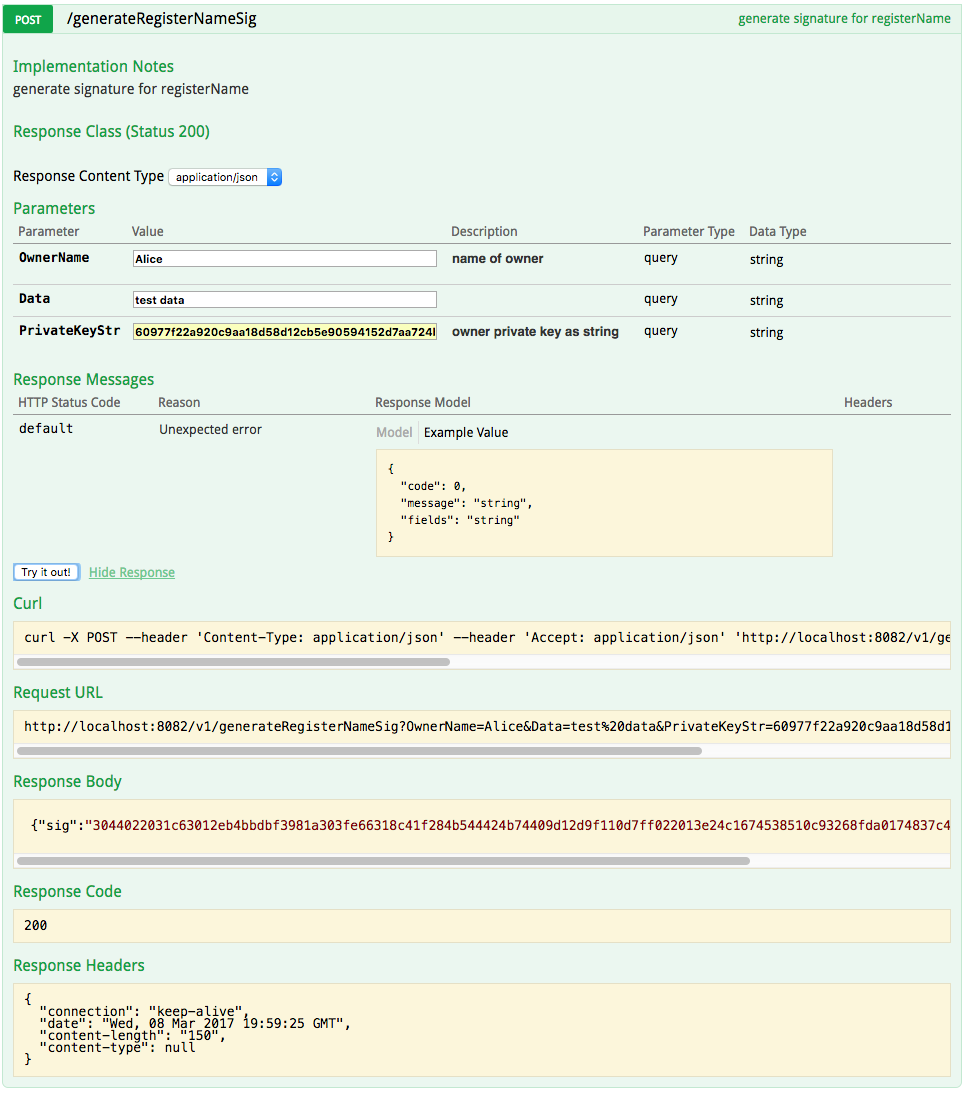 POST /generateRegisterNameSig generate signature for registerName
Implementation Notes
generate signature for registerName
Response Class (Status 200)
Response Content Type application/json
Parameters
Parameter Value Description Parameter Type Data Type
OwnerName Alice name of owner query string
Data test data query string
PrivateKeyStr 60977f22a920c9aa18d58d12cb5e90594152d7aa724l owner private key as string query string
Response Messages
HTTP Status Code Reason Response Model Headers
default Unexpected error Model Example Value
{
"code": 0,
"message": "string",
"fields": "string"
}
Try it out! Hide Response
Curl
curl -X POST --header 'Content-Type: application/json' --header 'Accept: application/json' 'http://localhost:8082/v1/ge
Request URL
http://localhost:8082/v1/generateRegisterNameSig?OwnerName=Alice&Data=test%20data&PrivateKeyStr=60977f22a920c9aa18d58d1
Response Body
{"sig":"3044022031c63012eb4bbdbf3981a303fe66318c41f284b544424b74409d12d9f110d7ff022013e24c1674538510c93268fda0174837c4
Response Code
200
Response Headers
{
"connection": "keep-alive",
"date": "Wed, 08 Mar 2017 19:59:25 GMT",
"content-length": "150",
"content-type": null
}